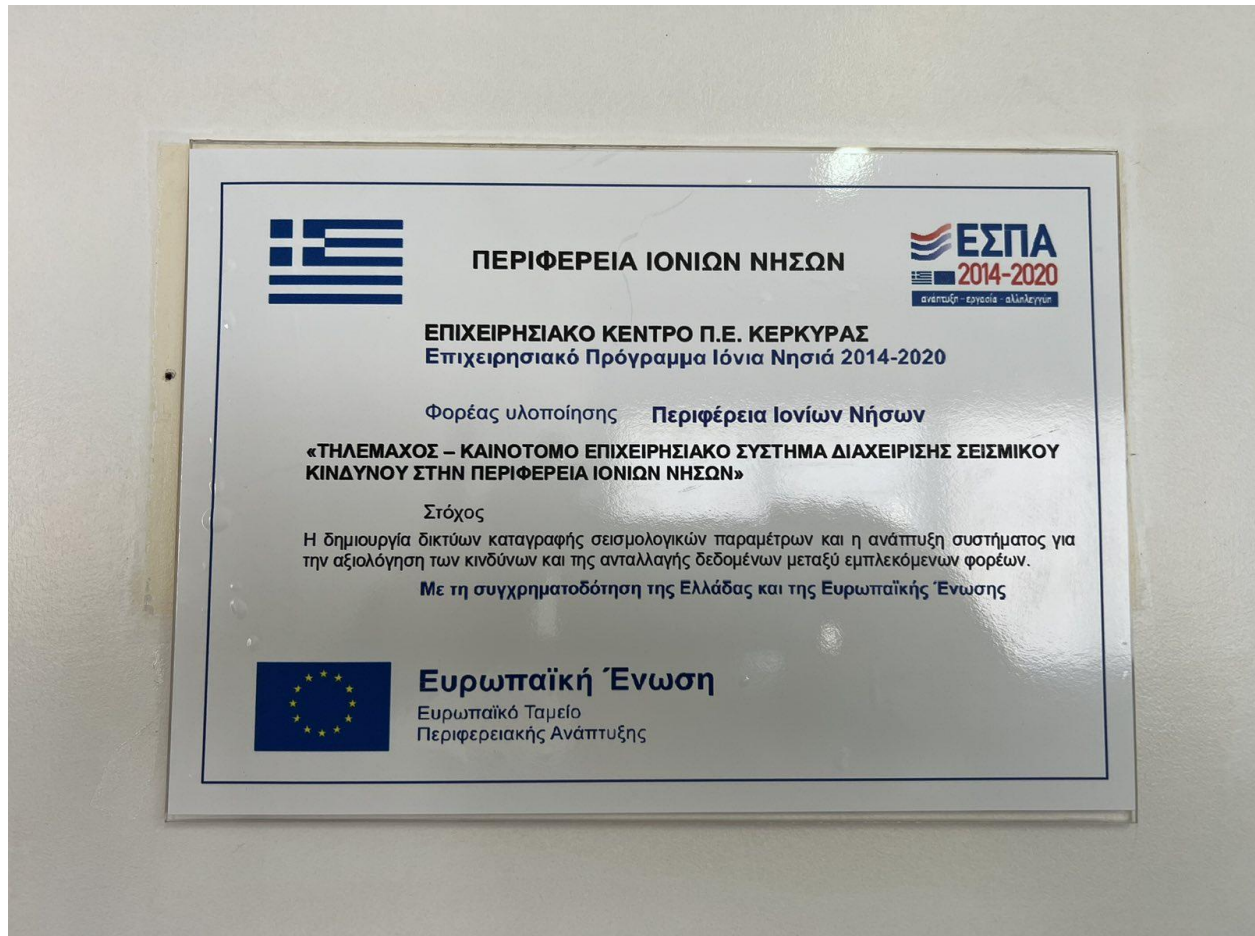 ΠΕΡΙΦΕΡΕΙΑ ΙΟΝΙΩΝ ΝΗΣΩΝ
ΕΣΠΑ
2014-2020
ανάπτυξη - εργασία - αλληλεγγύη
ΕΠΙΧΕΙΡΗΣΙΑΚΟ ΚΕΝΤΡΟ Π.Ε. ΚΕΡΚΥΡΑΣ
Επιχειρησιακό Πρόγραμμα Ιόνια Νησιά 2014-2020
Φορέας υλοποίησης Περιφέρεια Ιονίων Νήσων
«ΤΗΛΕΜΑΧΟΣ – ΚΑΙΝΟΤΟΜΟ ΕΠΙΧΕΙΡΗΣΙΑΚΟ ΣΥΣΤΗΜΑ ΔΙΑΧΕΙΡΙΣΗΣ ΣΕΙΣΜΙΚΟΥ
ΚΙΝΔΥΝΟΥ ΣΤΗΝ ΠΕΡΙΦΕΡΕΙΑ ΙΟΝΙΩΝ ΝΗΣΩΝ»
Στόχος
Η δημιουργία δικτύων καταγραφής σεισμολογικών παραμέτρων και η ανάπτυξη συστήματος για
την αξιολόγηση των κινδύνων και της ανταλλαγής δεδομένων μεταξύ εμπλεκόμενων φορέων.
Με τη συγχρηματοδότηση της Ελλάδας και της Ευρωπαϊκής Ένωσης
Ευρωπαϊκή Ένωση
Ευρωπαϊκό Ταμείο
Περιφερειακής Ανάπτυξης